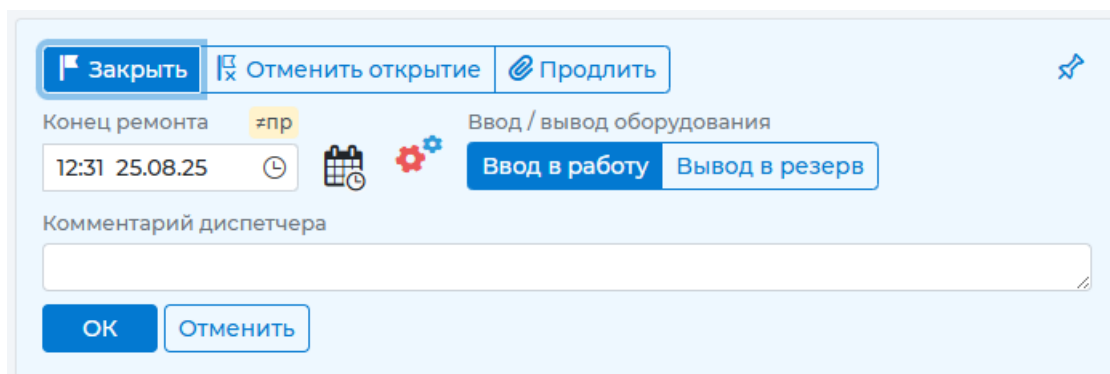 Закрыть Отменить открытие Продлить
Конец ремонта ≠пр Ввод / вывод оборудования
12:31 25.08.25 Ввод в работу Вывод в резерв
Комментарий диспетчера
ОК Отменить